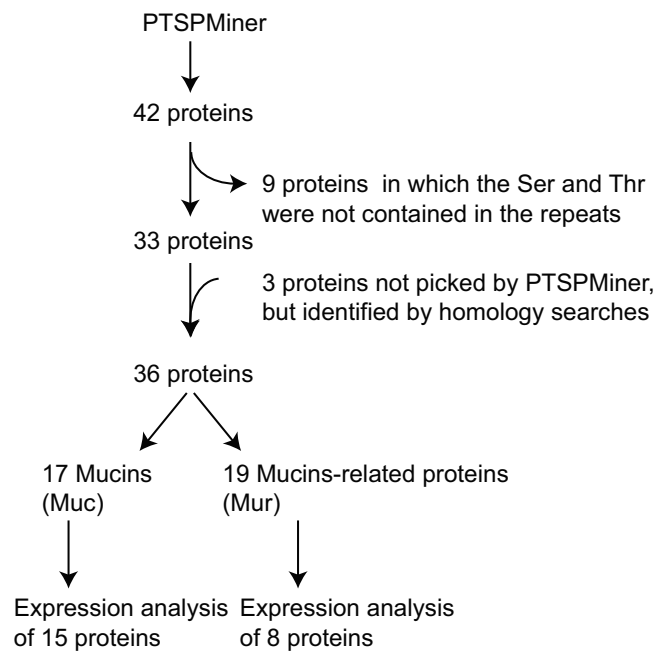 PTSPMiner
42 proteins
9 proteins in which the Ser and Thr
were not contained in the repeats
33 proteins
3 proteins not picked by PTSPMiner,
but identified by homology searches
36 proteins
17 Mucins
(Muc)
19 Mucins-related proteins
(Mur)
Expression analysis
of 15 proteins
Expression analysis
of 8 proteins